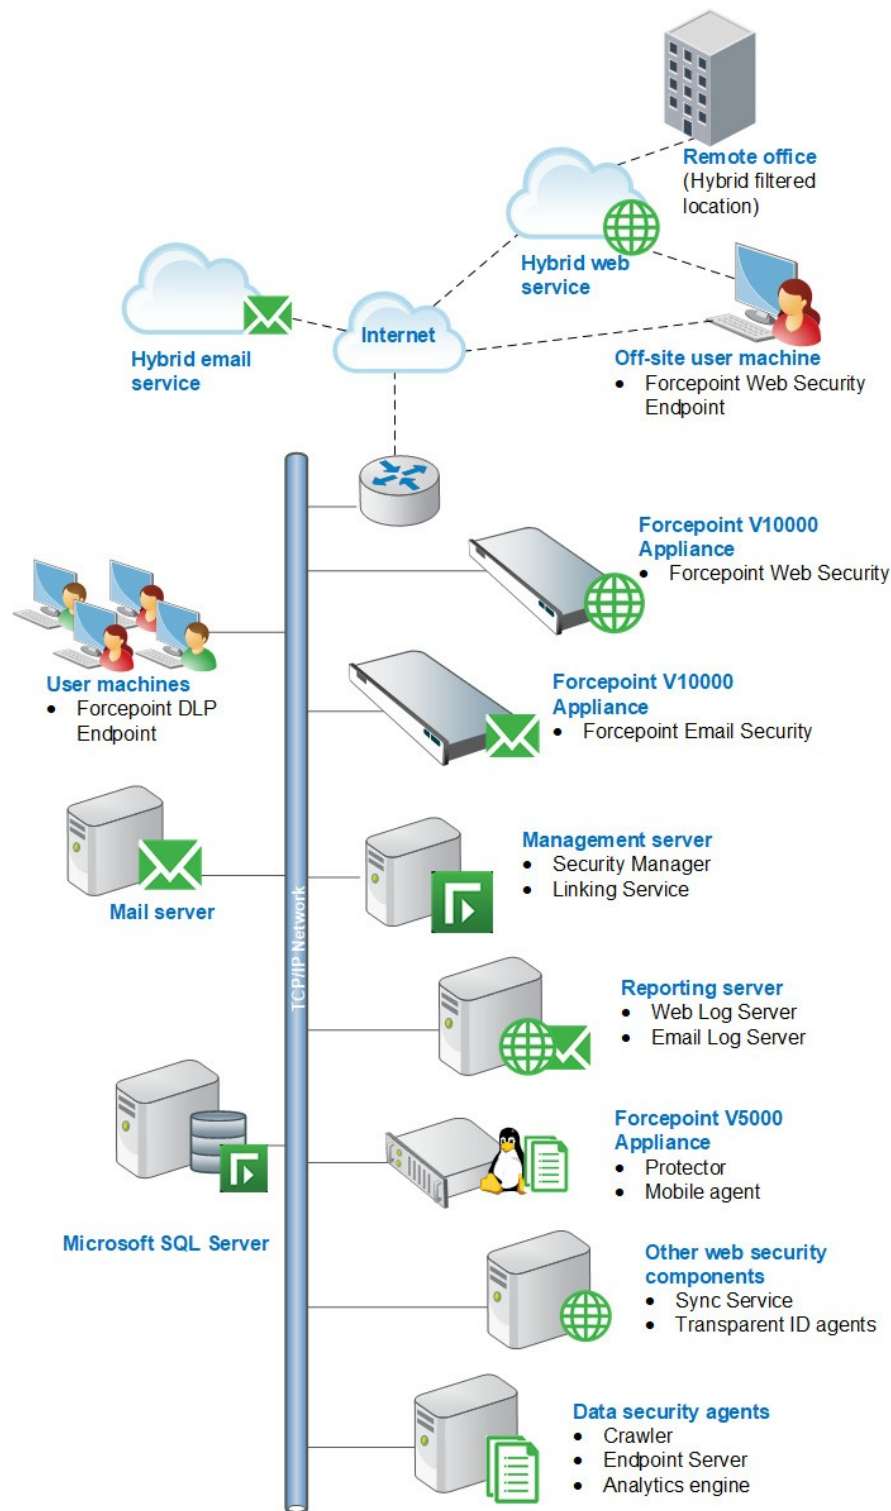 Remote office
(Hybrid filtered
location)
Hybrid web
service
Internet
Hybrid email
service
Off-site user machine
• Forcepoint Web Security
Endpoint
Forcepoint V10000
Appliance
• Forcepoint Web Security
User machines
• Forcepoint DLP
Endpoint
Forcepoint V10000
Appliance
• Forcepoint Email Security
Management server
• Security Manager
• Linking Service
Mail server
TCP/IP Network
Reporting server
• Web Log Server
• Email Log Server
Forcepoint V5000
Appliance
• Protector
• Mobile agent
Microsoft SQL Server
Other web security
components
• Sync Service
• Transparent ID agents
Data security agents
• Crawler
• Endpoint Server
• Analytics engine